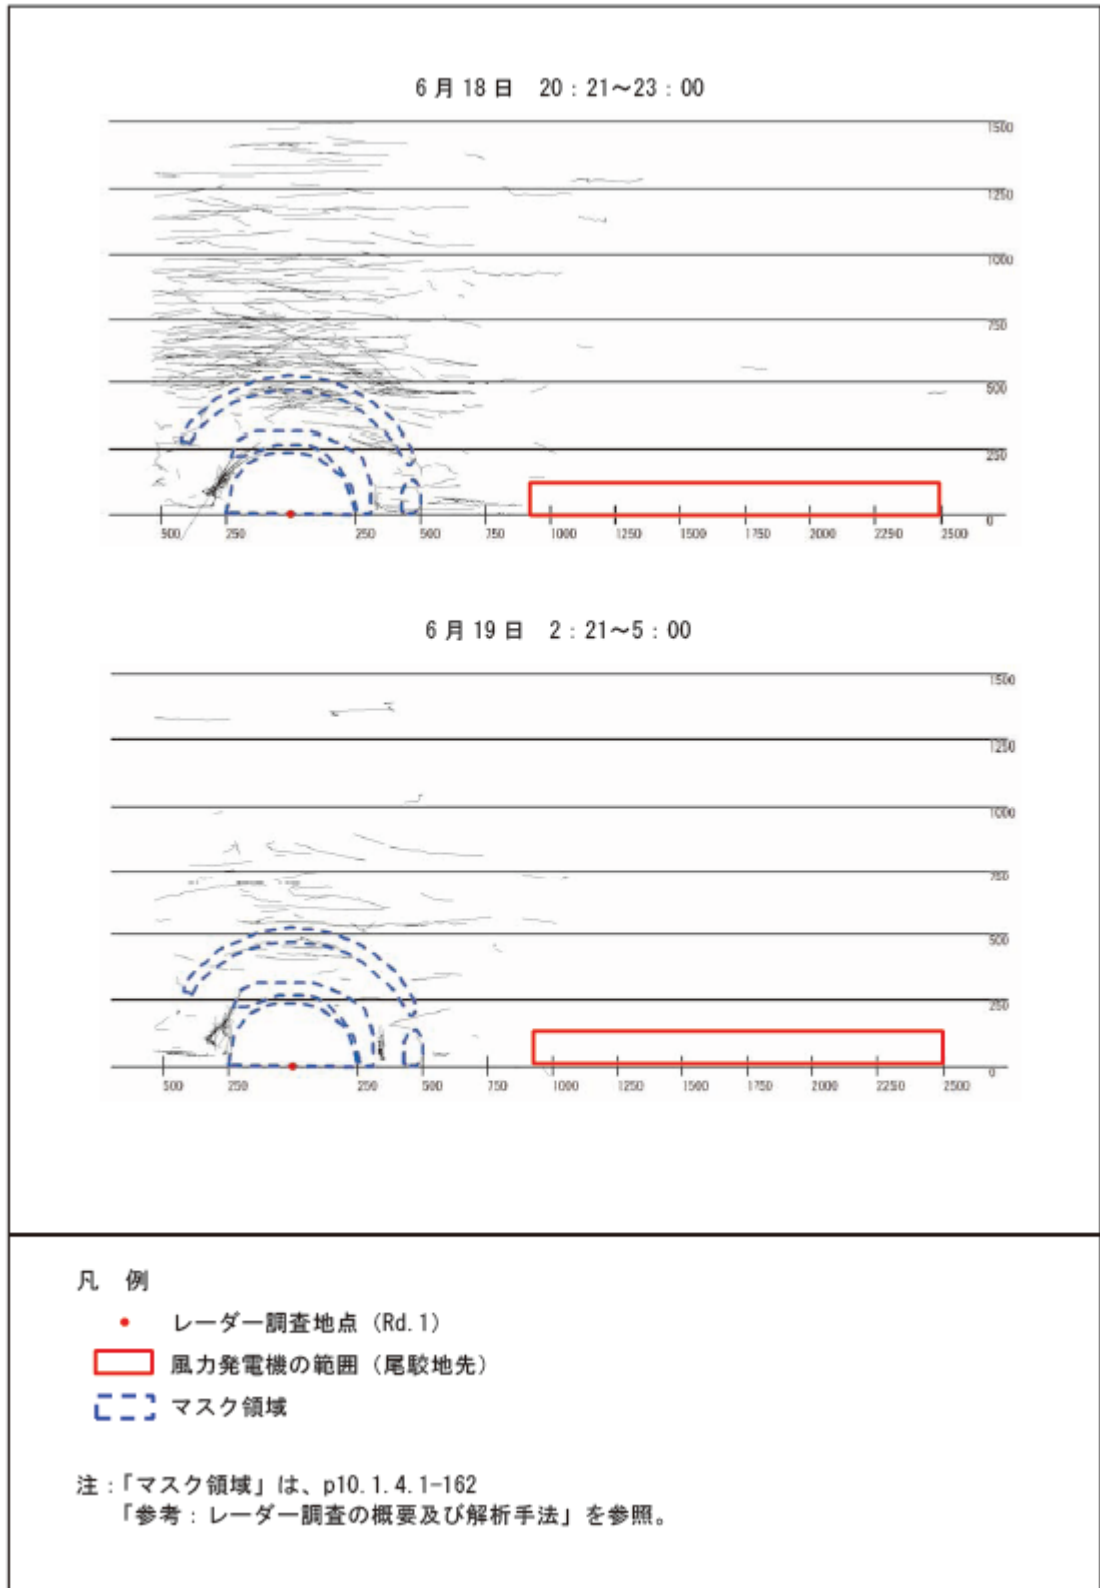 6月18日 20：21～23：00
1500
1250
1000
750
500
250
0
500 250 250 500 750 1000 1250 1500 1750 2000 2250 2500
6月19日 2：21～5：00
1500
1250
1000
750
500
250
0
500 250 250 500 750 1000 1250 1500 1750 2000 2250 2500
凡 例
レーダー調査地点（Rd.1）
風力発電機の範囲（尾駮地先）
マスク領域
注：「マスク領域」は、p10.1.4.1-162
「参考：レーダー調査の概要及び解析手法」を参照。